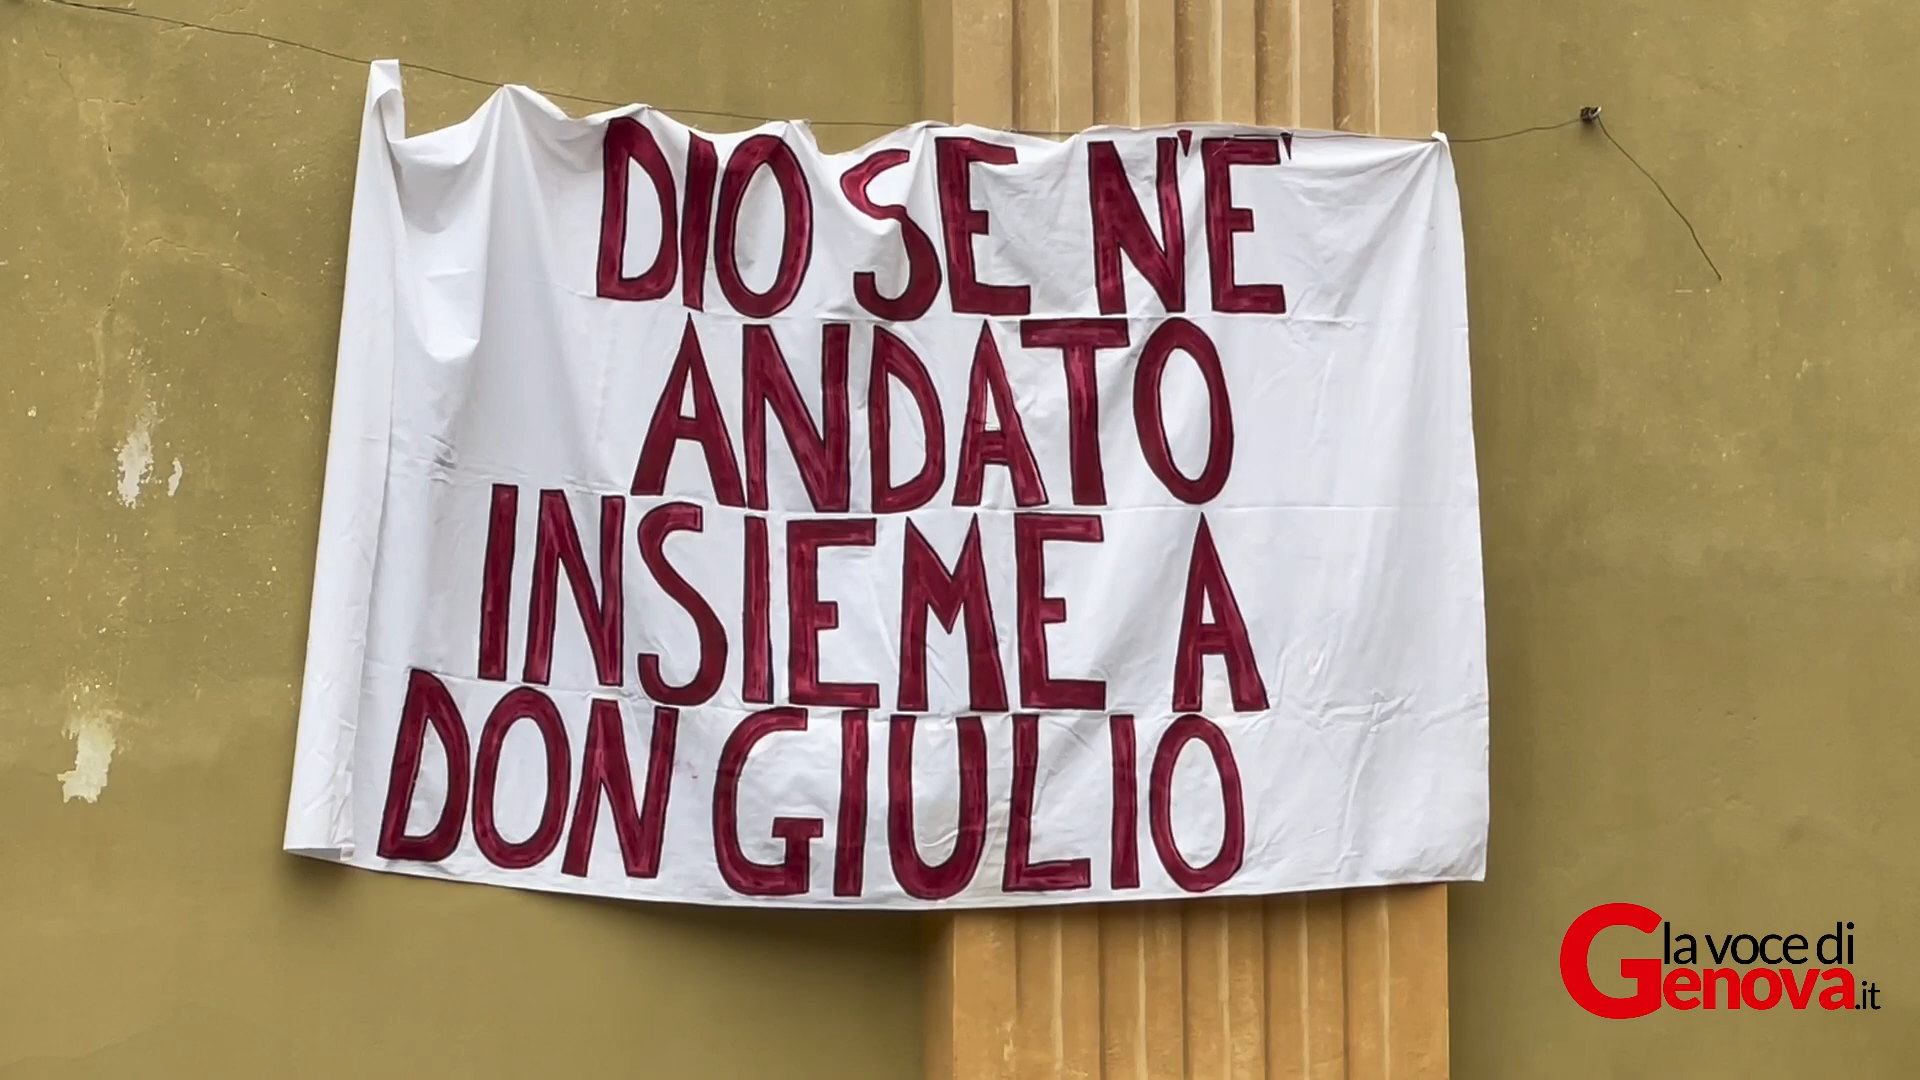 DIO SE N'E'
ANDATO
INSIEME A
DON GIULIO
la voce di
Genova.it